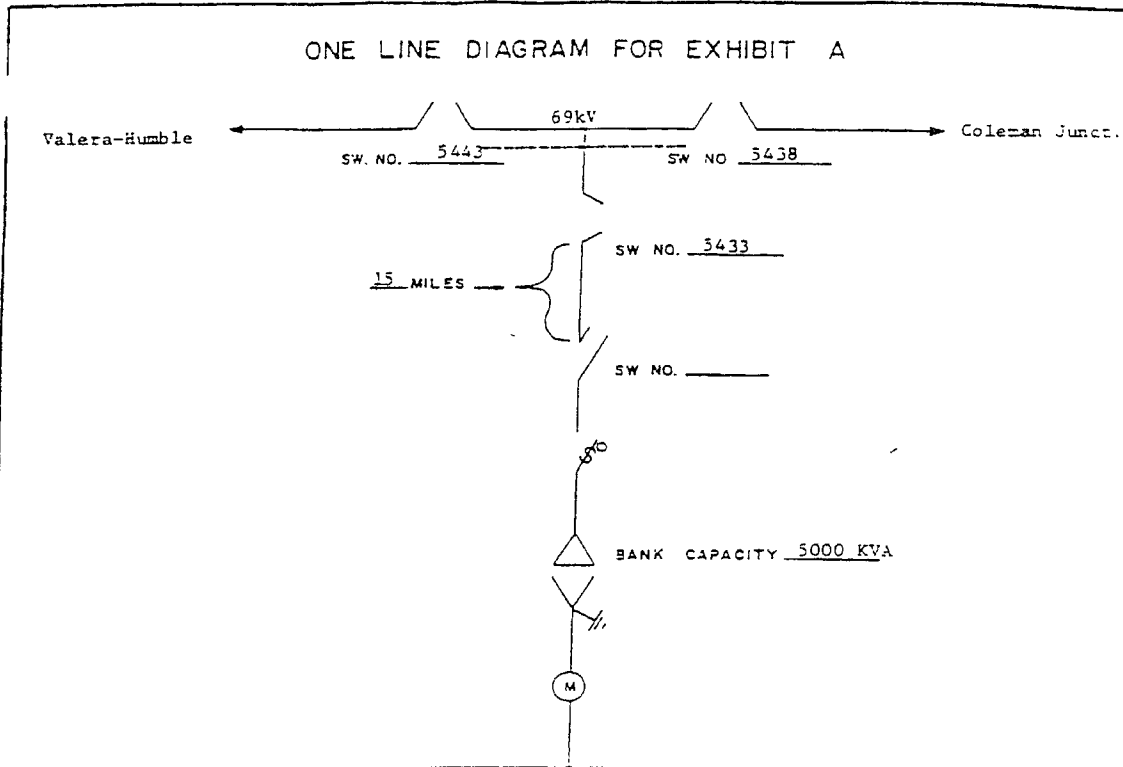 ONE LINE DIAGRAM FOR EXHIBIT A
69kV
Valera-Humble
Coleman Junct.
SW. NO. 5443
SW NO 5438
SW NO. 5433
15 MILES
SW NO.
BANK CAPACITY 5000 KVA
M